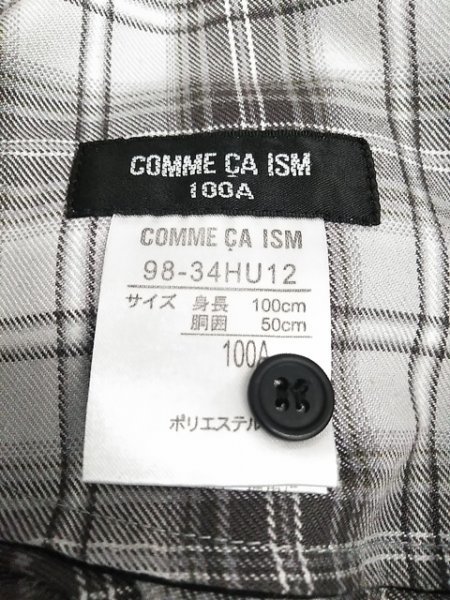 COMME ÇA ISM
100A
COMME ÇA ISM
98-34HU12
サイズ 身長 100cm
胴囲 50cm
100A
ポリエステル